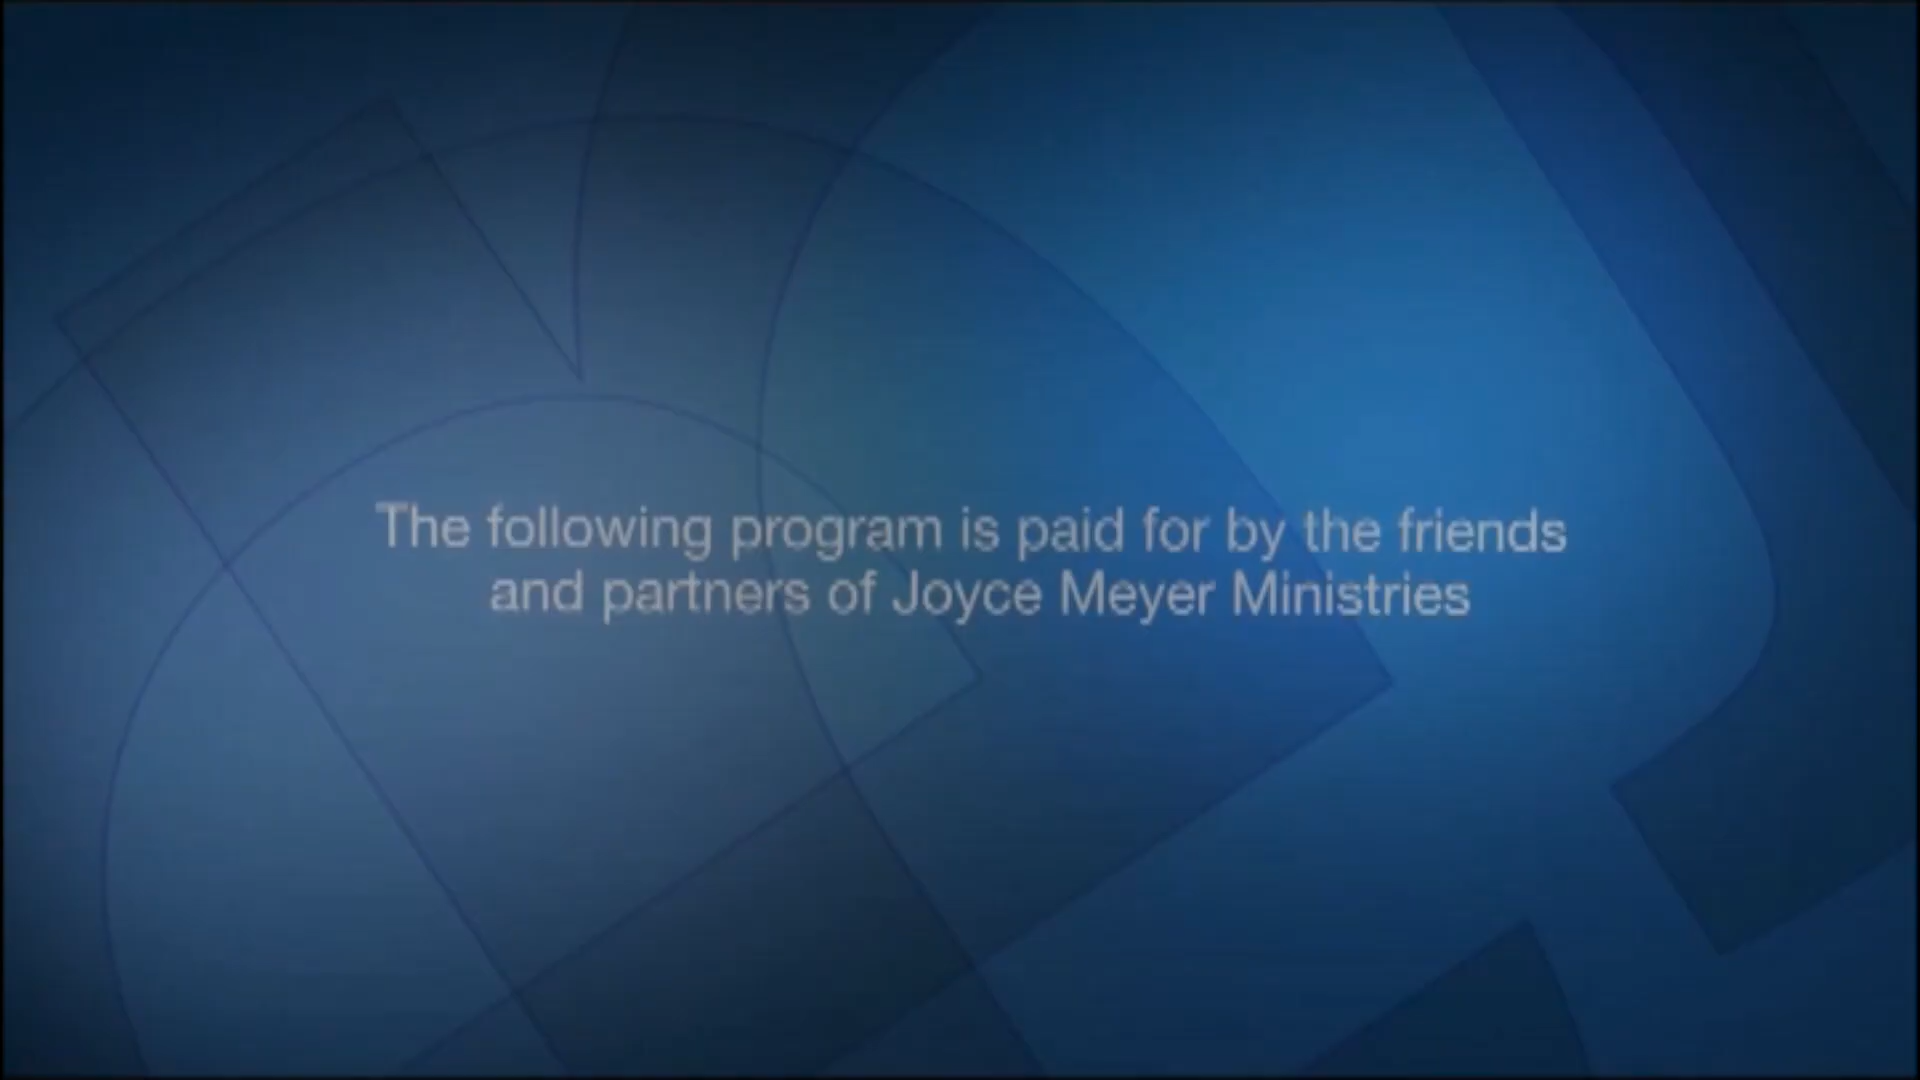 The following program is paid for by the friends
and partners of Joyce Meyer Ministries